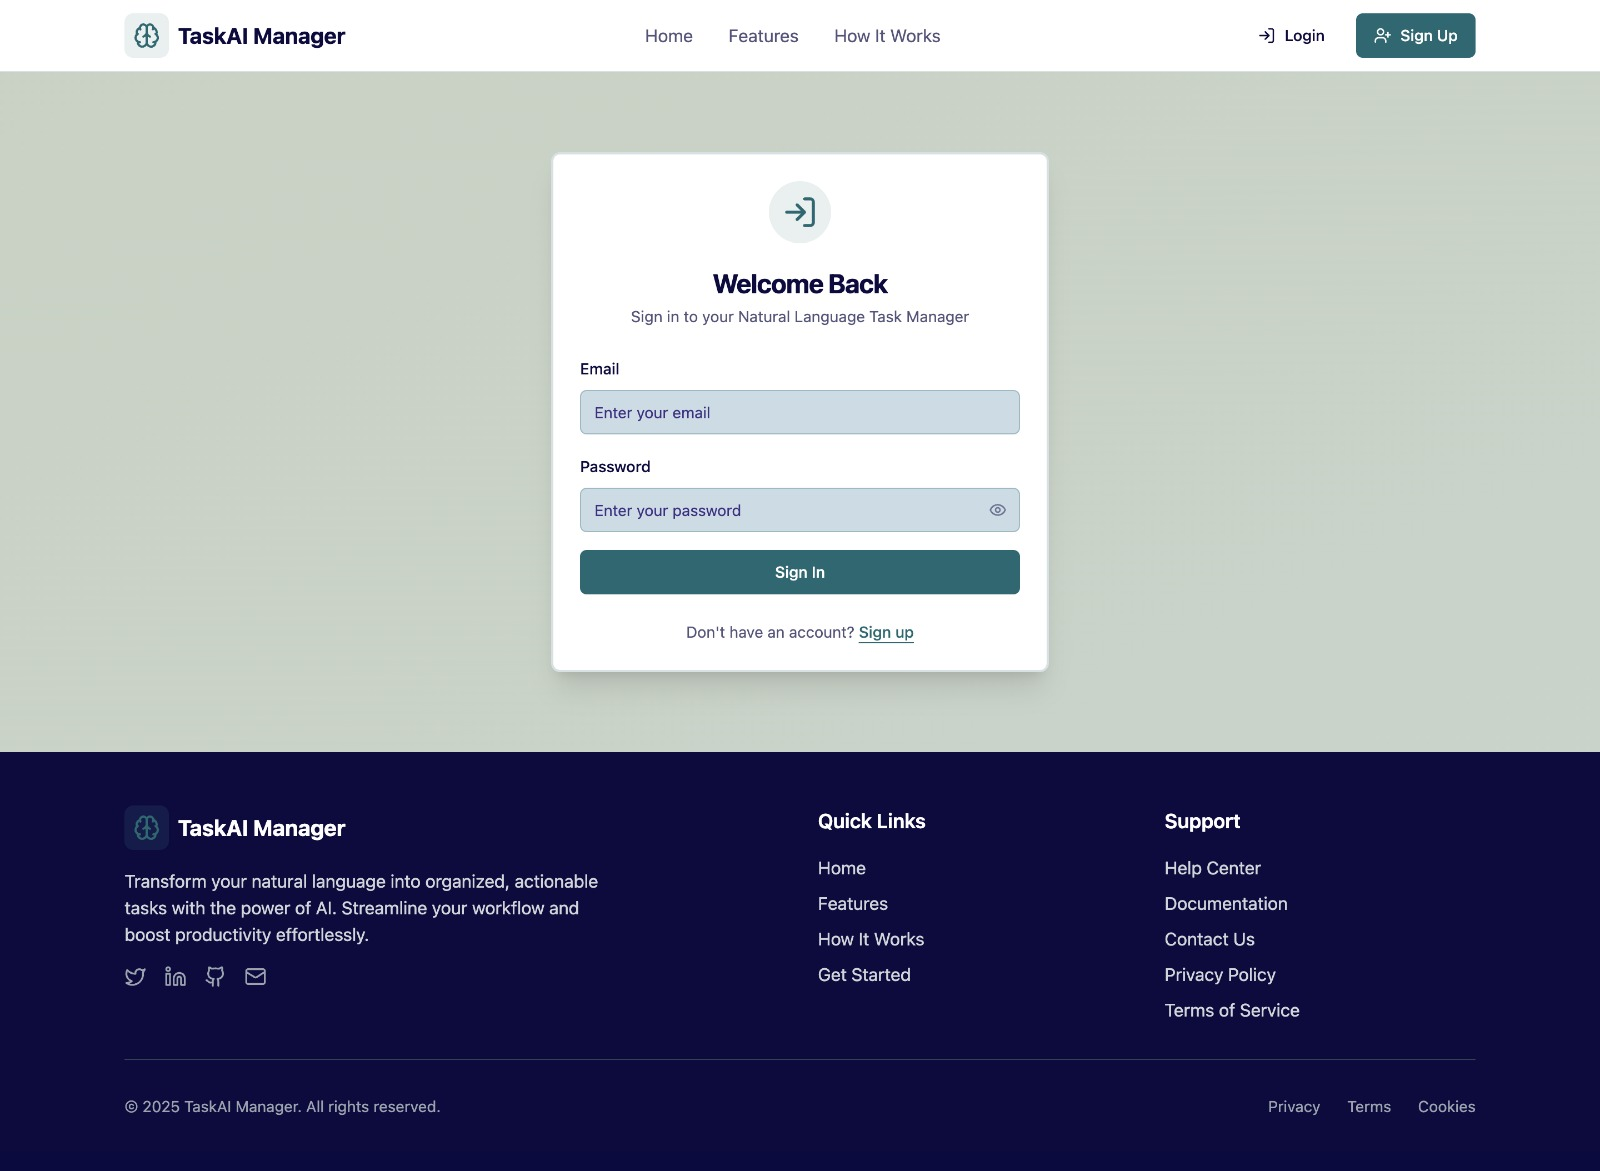 TaskAI Manager
Home
Features
How It Works
Login
Sign Up
Welcome Back
Sign in to your Natural Language Task Manager
Email
Enter your email
Password
Enter your password
Sign In
Don't have an account? Sign up
TaskAI Manager
Transform your natural language into organized, actionable
tasks with the power of AI. Streamline your workflow and
boost productivity effortlessly.
Quick Links
Home
Features
How It Works
Get Started
Support
Help Center
Documentation
Contact Us
Privacy Policy
Terms of Service
© 2025 TaskAI Manager. All rights reserved.
Privacy
Terms
Cookies